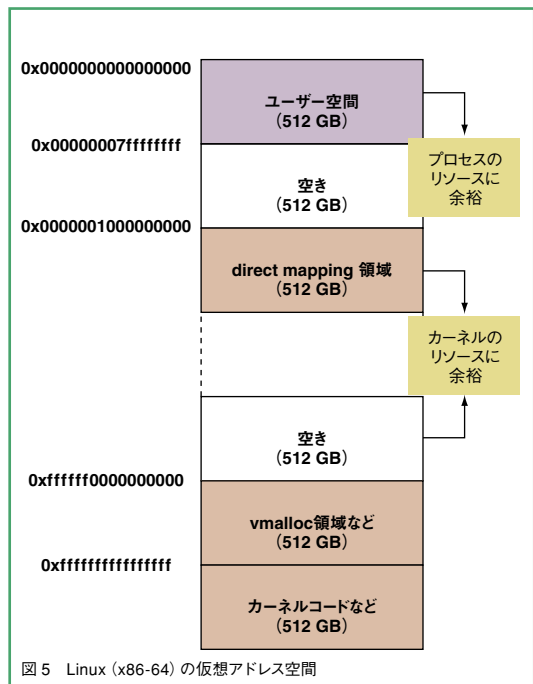 0x0000000000000000
ユーザー空間
(512 GB)
0x00000007ffffffff
プロセスの
リソースに
余裕
空き
(512 GB)
0x0000001000000000
direct mapping 領域
(512 GB)
カーネルの
リソースに
余裕
空き
(512 GB)
0xffffff0000000000
vmalloc領域など
(512 GB)
0xffffffffffffffff
カーネルコードなど
(512 GB)
図5 Linux (x86-64) の仮想アドレス空間